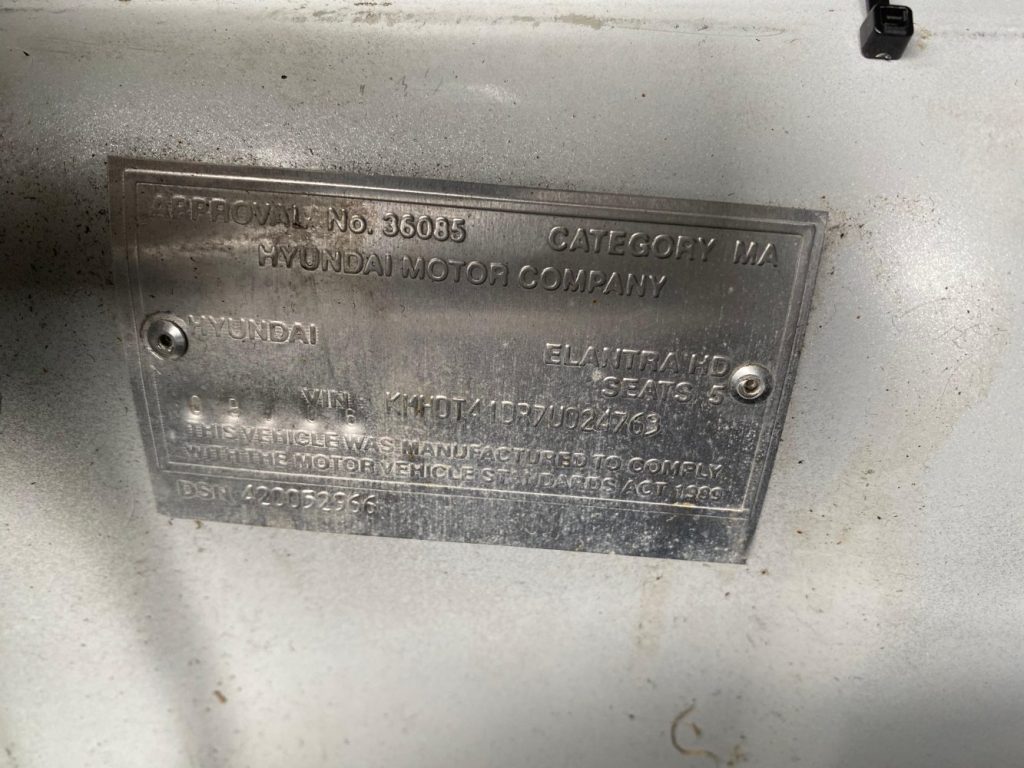 APPROVAL No. 36085 CATEGORY MA
HYUNDAI MOTOR COMPANY
HYUNDAI
ELANTRA HD
SEATS 5
VIN KMHDT41DR7U024763
THIS VEHICLE WAS MANUFACTURED TO COMPLY
WITH THE MOTOR VEHICLE STANDARDS ACT 1989
DSN 420052966